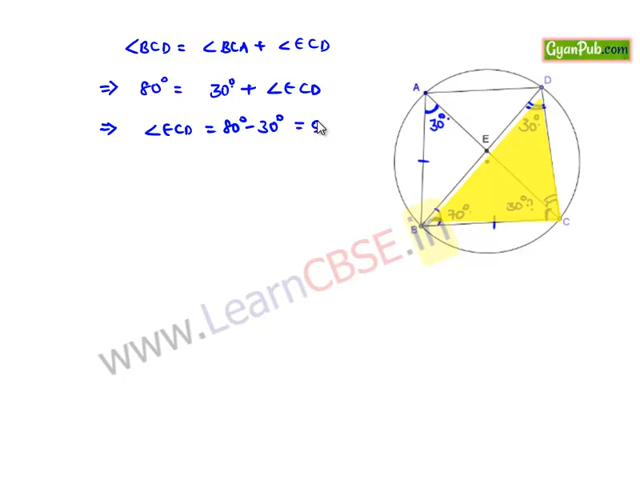 ∠BCD = ∠BCA + ∠ECD
⇒ 80° = 30° + ∠ECD
⇒ ∠ECD = 80° - 30° =
GyanPub.com
A
D
30°
30°
E
70°
30°
B
C
www.LearnCBSE.in